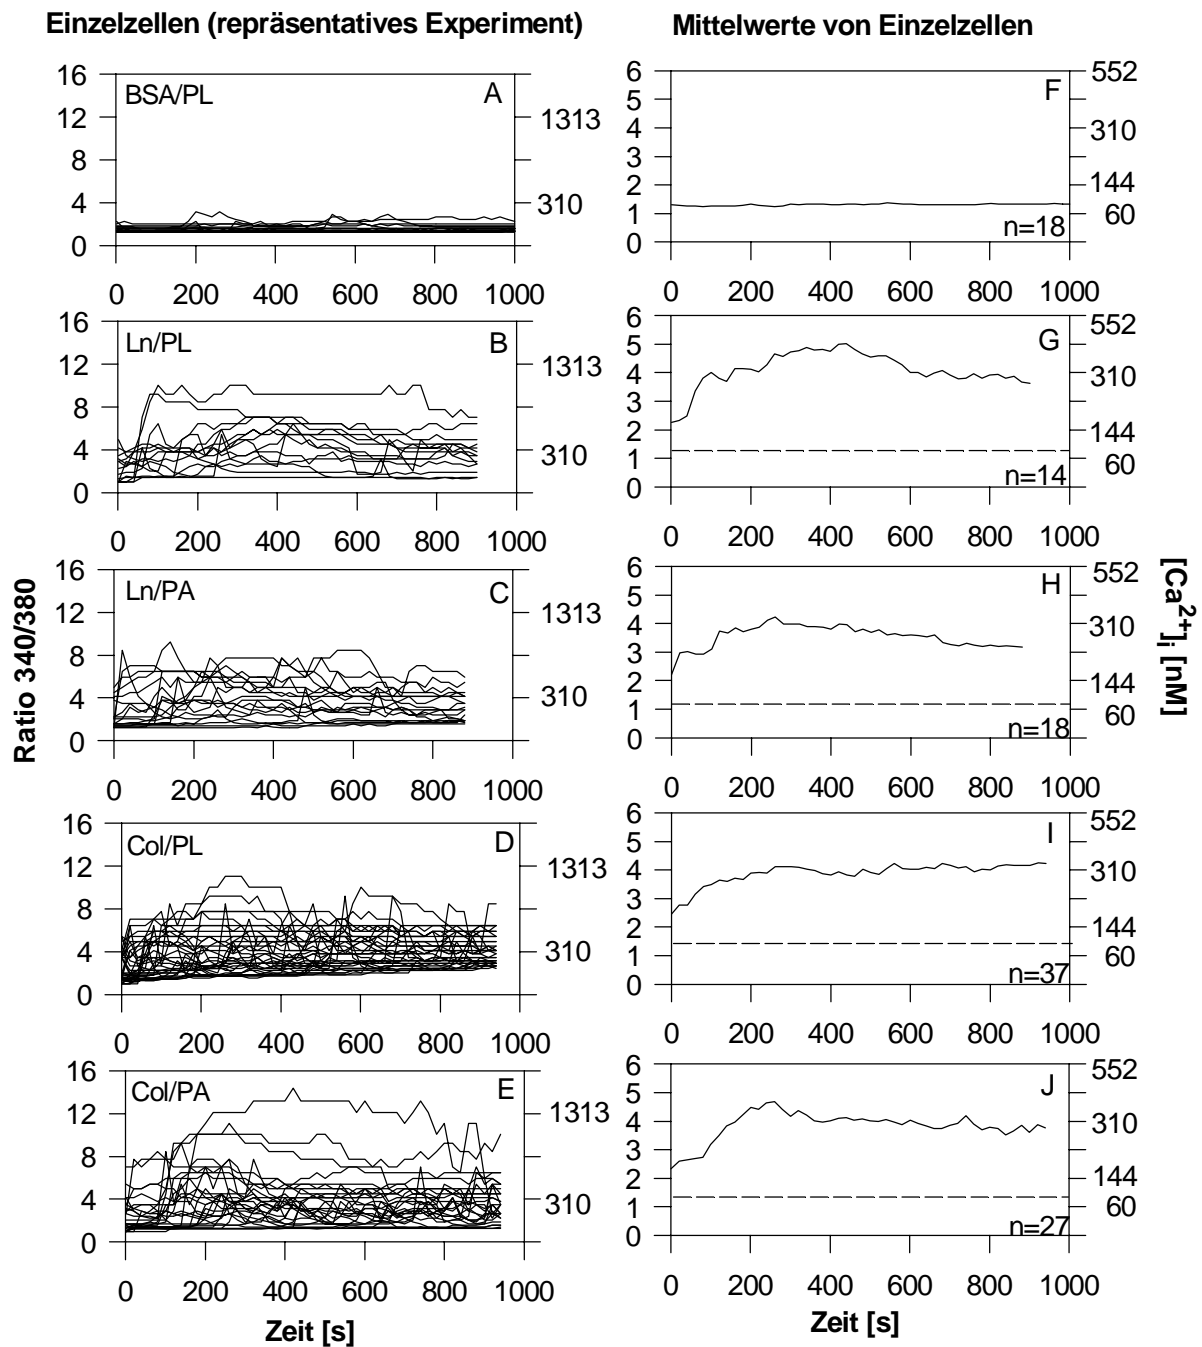 Einzelzellen (repräsentatives Experiment)
Mittelwerte von Einzelzellen
16
12
8
4
0
BSA/PL
A
1313
310
0 200 400 600 800 1000
6
5
4
3
2
1
0
F
n=18
552
310
144
60
0 200 400 600 800 1000
16
12
8
4
0
Ln/PL
B
1313
310
0 200 400 600 800 1000
6
5
4
3
2
1
0
G
n=14
552
310
144
60
0 200 400 600 800 1000
16
12
8
4
0
Ln/PA
C
1313
310
0 200 400 600 800 1000
6
5
4
3
2
1
0
H
n=18
552
310
144
60
0 200 400 600 800 1000
16
12
8
4
0
Col/PL
D
1313
310
0 200 400 600 800 1000
6
5
4
3
2
1
0
I
n=37
552
310
144
60
0 200 400 600 800 1000
16
12
8
4
0
Col/PA
E
1313
310
0 200 400 600 800 1000
6
5
4
3
2
1
0
J
n=27
552
310
144
60
0 200 400 600 800 1000
Ratio 340/380
[Ca2+]i [nM]
Zeit [s]
Zeit [s]